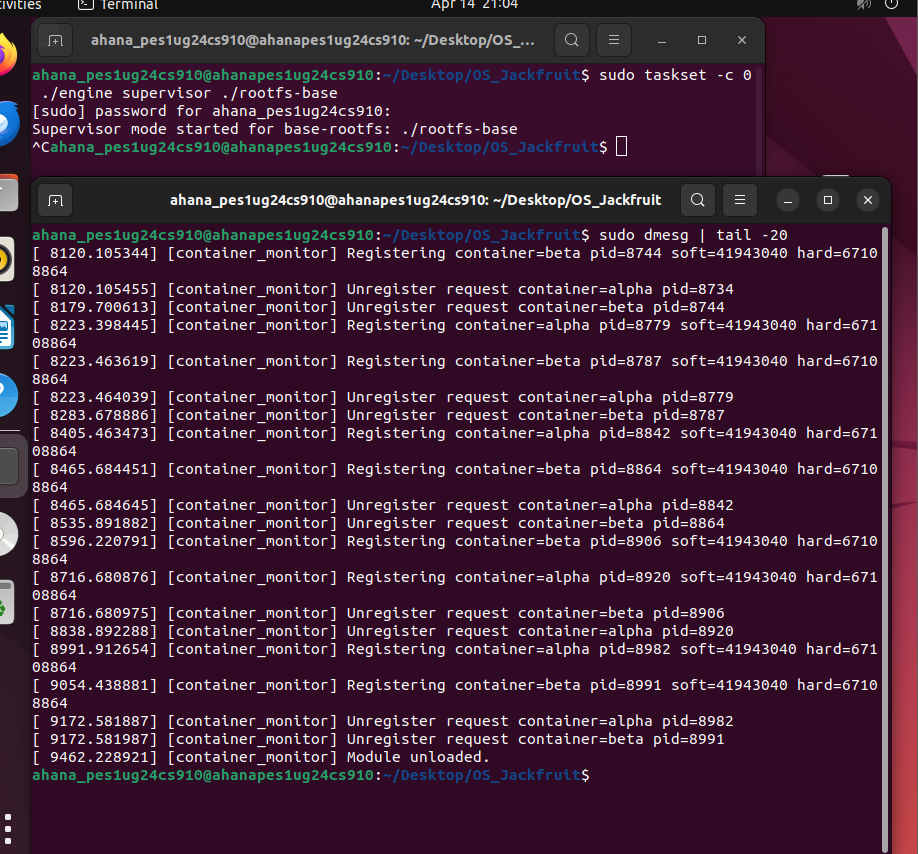 Terminal
Apr 14 21:04
ahana_pes1ug24cs910@ahanapes1ug24cs910: ~/Desktop/OS_...
ahana_pes1ug24cs910@ahanapes1ug24cs910:~/Desktop/OS_Jackfruit$ sudo taskset -c 0
./engine supervisor ./rootfs-base
[sudo] password for ahana_pes1ug24cs910:
Supervisor mode started for base-rootfs: ./rootfs-base
^Cahana_pes1ug24cs910@ahanapes1ug24cs910:~/Desktop/OS_Jackfruit$
ahana_pes1ug24cs910@ahanapes1ug24cs910: ~/Desktop/OS_Jackfruit
ahana_pes1ug24cs910@ahanapes1ug24cs910:~/Desktop/OS_Jackfruit$ sudo dmesg | tail -20
[ 8120.105344] [container_monitor] Registering container=beta pid=8744 soft=41943040 hard=6710
8864
[ 8120.105455] [container_monitor] Unregister request container=alpha pid=8734
[ 8179.700613] [container_monitor] Unregister request container=beta pid=8744
[ 8223.398445] [container_monitor] Registering container=alpha pid=8779 soft=41943040 hard=671
08864
[ 8223.463619] [container_monitor] Registering container=beta pid=8787 soft=41943040 hard=6710
8864
[ 8223.464039] [container_monitor] Unregister request container=alpha pid=8779
[ 8283.678886] [container_monitor] Unregister request container=beta pid=8787
[ 8405.463473] [container_monitor] Registering container=alpha pid=8842 soft=41943040 hard=671
08864
[ 8465.684451] [container_monitor] Registering container=beta pid=8864 soft=41943040 hard=6710
8864
[ 8465.684645] [container_monitor] Unregister request container=alpha pid=8842
[ 8535.891882] [container_monitor] Unregister request container=beta pid=8864
[ 8596.220791] [container_monitor] Registering container=beta pid=8906 soft=41943040 hard=6710
8864
[ 8716.680876] [container_monitor] Registering container=alpha pid=8920 soft=41943040 hard=671
08864
[ 8716.680975] [container_monitor] Unregister request container=beta pid=8906
[ 8838.892288] [container_monitor] Unregister request container=alpha pid=8920
[ 8991.912654] [container_monitor] Registering container=alpha pid=8982 soft=41943040 hard=671
08864
[ 9054.438881] [container_monitor] Registering container=beta pid=8991 soft=41943040 hard=6710
8864
[ 9172.581887] [container_monitor] Unregister request container=alpha pid=8982
[ 9172.581987] [container_monitor] Unregister request container=beta pid=8991
[ 9462.228921] [container_monitor] Module unloaded.
ahana_pes1ug24cs910@ahanapes1ug24cs910:~/Desktop/OS_Jackfruit$